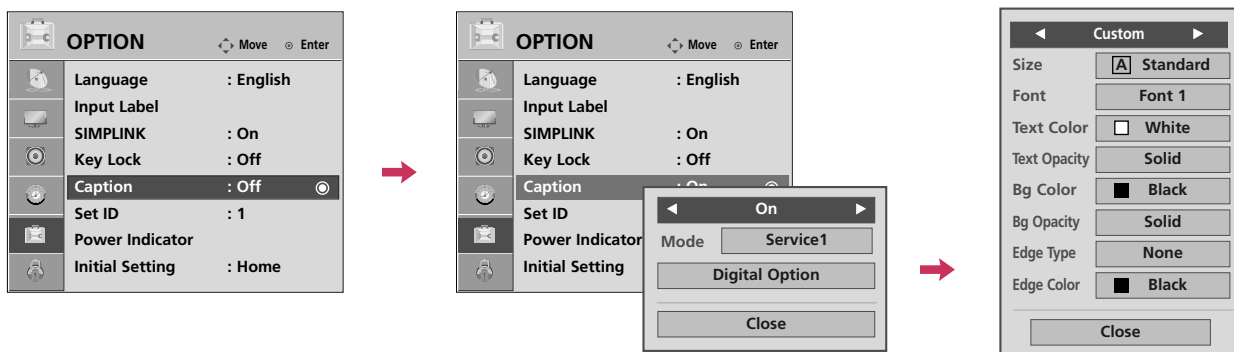 OPTION Move Enter
Language : English
Input Label
SIMPLINK : On
Key Lock : Off
Caption : Off
Set ID : 1
Power Indicator
Initial Setting : Home
OPTION Move Enter
Language : English
Input Label
SIMPLINK : On
Key Lock : Off
Caption : On
Set ID
Power Indicator
Initial Setting
On
Mode Service1
Digital Option
Close
Custom
Size A Standard
Font Font 1
Text Color White
Text Opacity Solid
Bg Color Black
Bg Opacity Solid
Edge Type None
Edge Color Black
Close